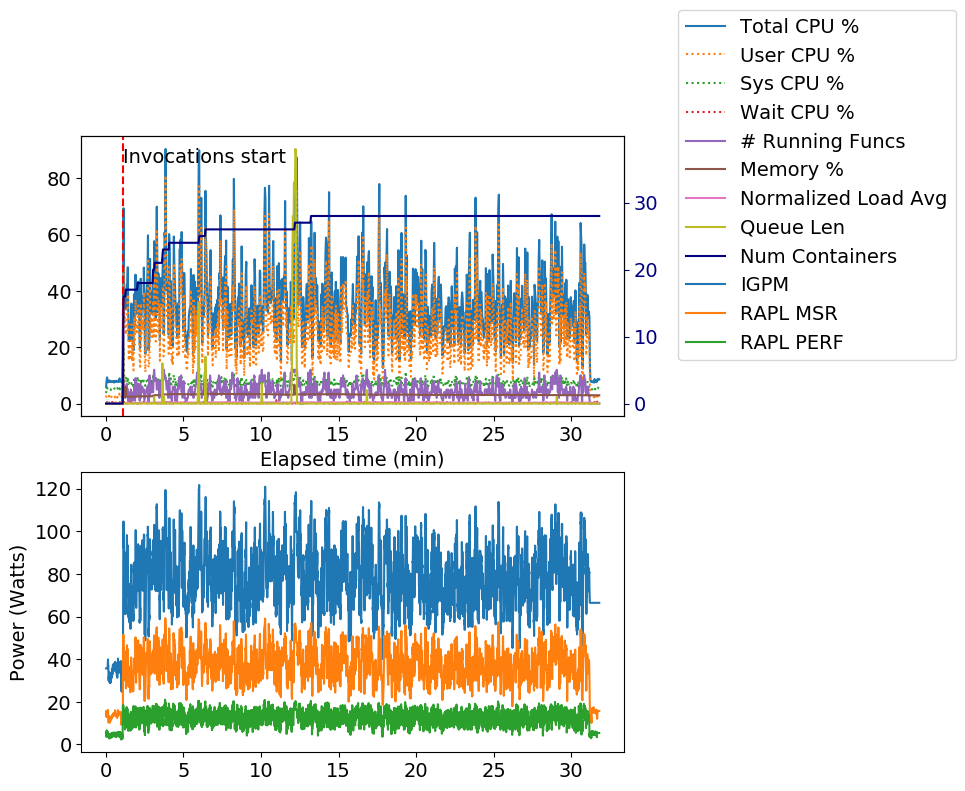 Total CPU %
User CPU %
Sys CPU %
Wait CPU %
# Running Funcs
Memory %
Normalized Load Avg
Queue Len
Num Containers
IGPM
RAPL MSR
RAPL PERF
Invocations start
80
60
40
20
0
30
20
10
0
0 5 10 15 20 25 30
Elapsed time (min)
Power (Watts)
120
100
80
60
40
20
0
0 5 10 15 20 25 30